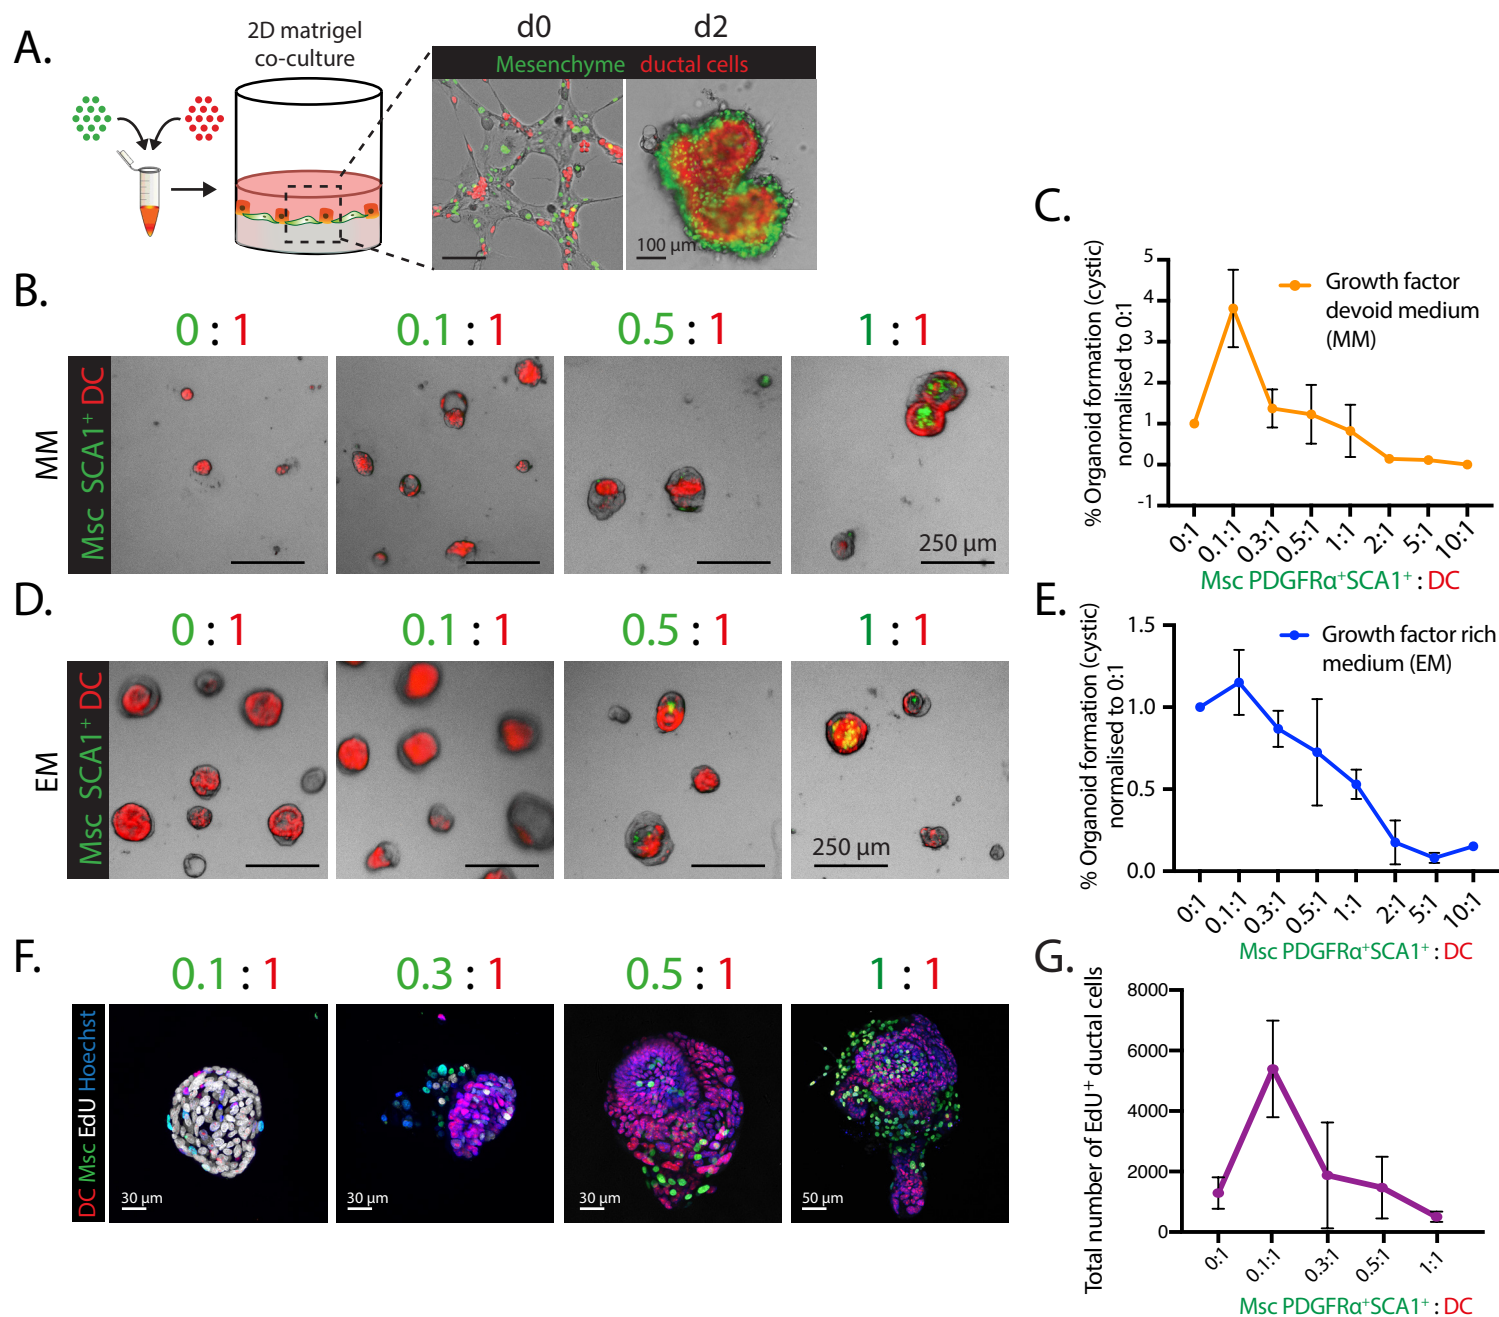 A.
2D matrigel
co-culture
d0
d2
Mesenchyme ductal cells
100 µm
B.
0 : 1
0.1 : 1
0.5 : 1
1 : 1
MM
Msc SCA1⁺ DC
250 µm
C.
% Organoid formation (cystic)
normalised to 0:1
5
4
3
2
1
0
-1
Growth factor
devoid medium
(MM)
0:1
0.1:1
0.3:1
0.5:1
1:1
2:1
5:1
10:1
Msc PDGFRα⁺SCA1⁺ : DC
D.
0 : 1
0.1 : 1
0.5 : 1
1 : 1
EM
Msc SCA1⁺ DC
250 µm
E.
% Organoid formation (cystic)
normalised to 0:1
1.5
1.0
0.5
0.0
Growth factor rich
medium (EM)
0:1
0.1:1
0.3:1
0.5:1
1:1
2:1
5:1
10:1
Msc PDGFRα⁺SCA1⁺ : DC
F.
0.1 : 1
0.3 : 1
0.5 : 1
1 : 1
DC Msc EdU Hoechst
30 µm
30 µm
30 µm
50 µm
G.
Total number of EdU⁺ ductal cells
8000
6000
4000
2000
0
0:1
0.1:1
0.3:1
0.5:1
1:1
Msc PDGFRα⁺SCA1⁺ : DC